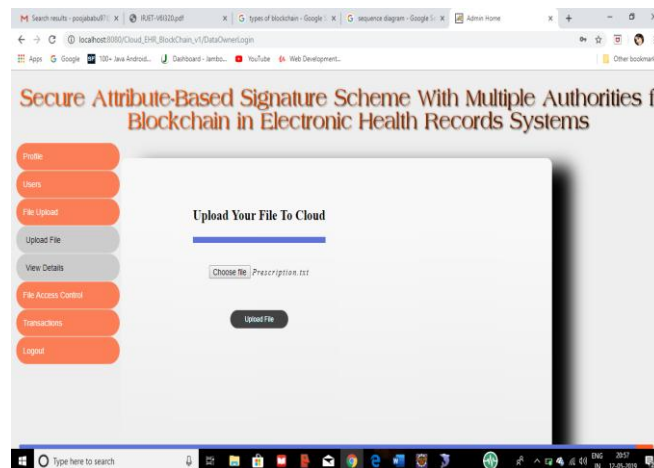 Search results - poojababu871
IRJET-V6I320.pdf
types of blockchain - Google S
sequence diagram - Google Se
Admin Home
localhost:8080/Cloud_EHR_BlockChain_v1/DataOwnerLogin
Apps
Google
100+ Java Android...
Dashboard - Jambo...
YouTube
Web Development...
Other bookmark
Secure Attribute-Based Signature Scheme With Multiple Authorities f
Blockchain in Electronic Health Records Systems
Profile
Users
File Upload
Upload File
View Details
File Access Control
Transactions
Logout
Upload Your File To Cloud
Choose file Prescription.txt
Upload File
Type here to search
ENG
IN
20:57
12-05-2019